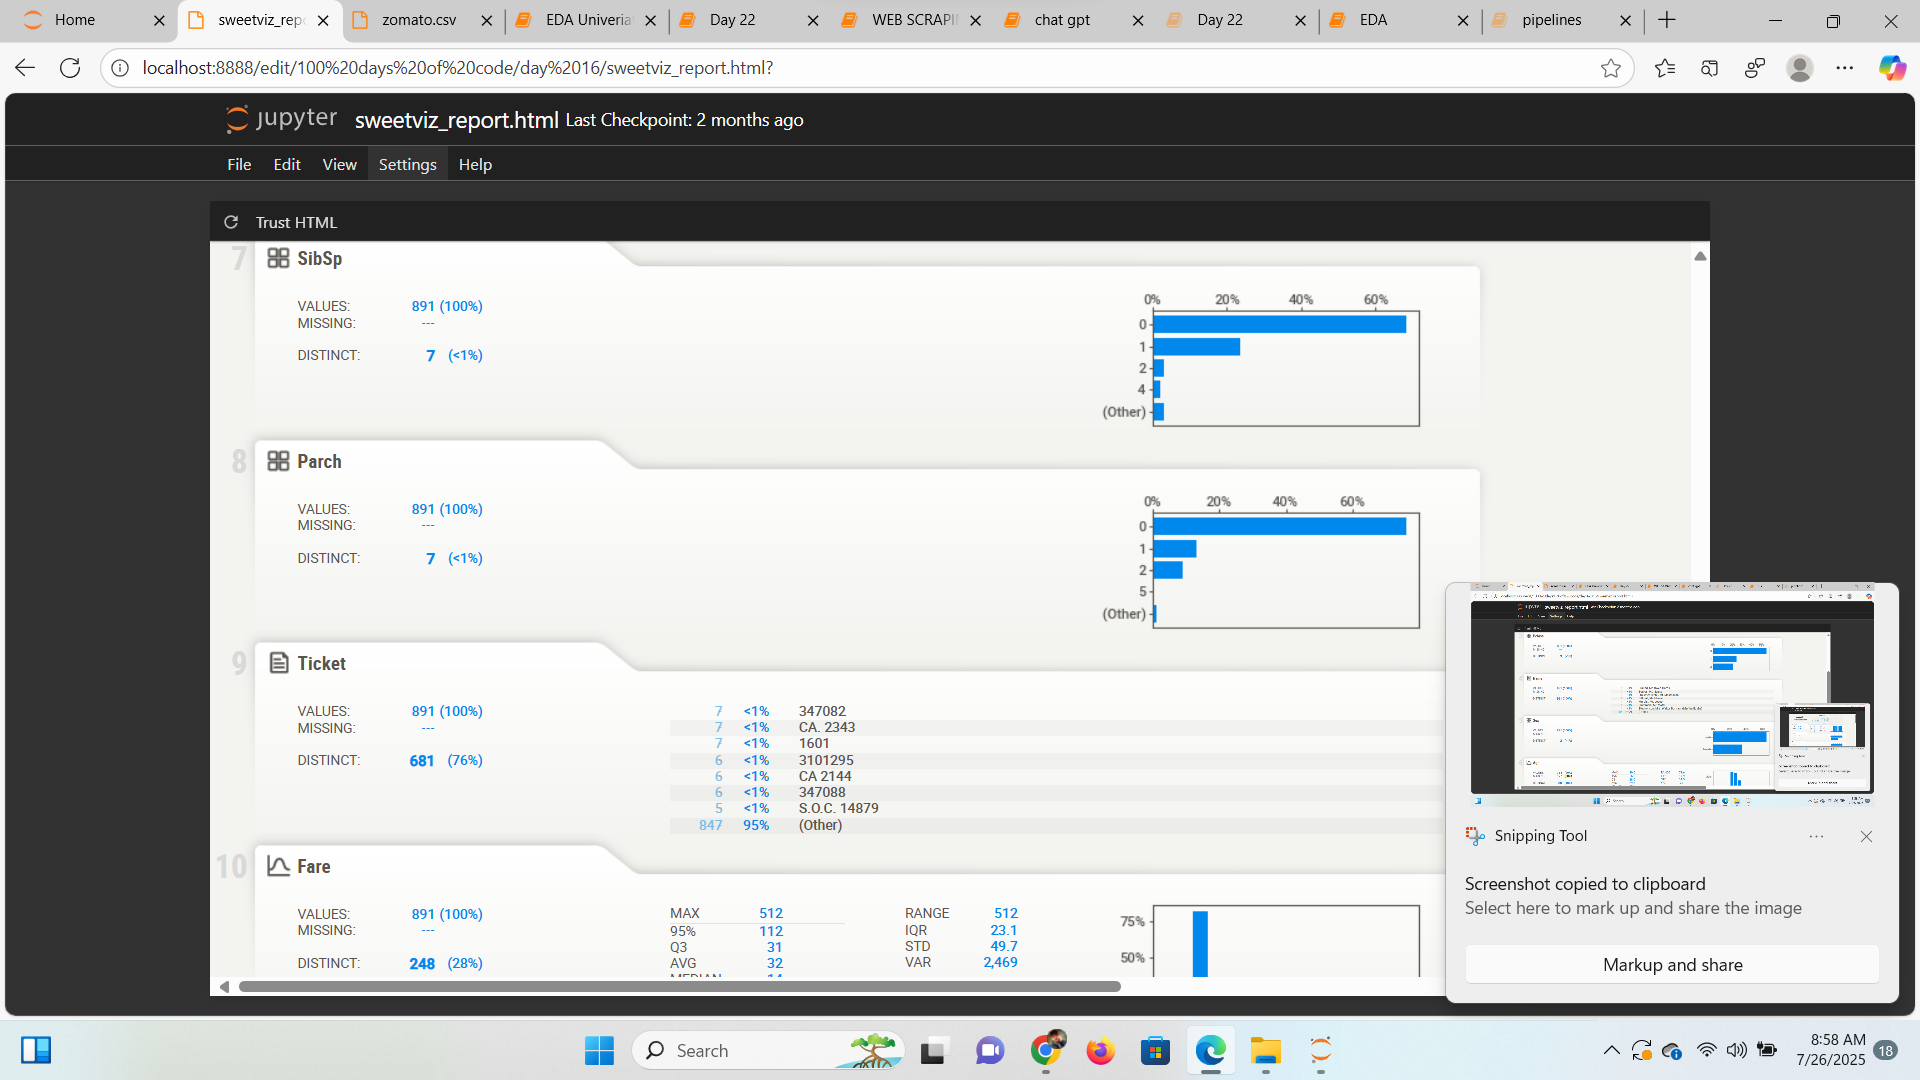 Home
sweetviz_repo
zomato.csv
EDA Univeria
Day 22
WEB SCRAPI
chat gpt
Day 22
EDA
pipelines
localhost:8888/edit/100%20days%20of%20code/day%2016/sweetviz_report.html?
jupyter sweetviz_report.html Last Checkpoint: 2 months ago
File Edit View Settings Help
Trust HTML
7 SibSp
VALUES: 891 (100%)
MISSING: ---
DISTINCT: 7 (<1%)
0% 20% 40% 60%
0
1
2
4
(Other)
8 Parch
VALUES: 891 (100%)
MISSING: ---
DISTINCT: 7 (<1%)
0% 20% 40% 60%
0
1
2
5
(Other)
9 Ticket
VALUES: 891 (100%)
MISSING: ---
DISTINCT: 681 (76%)
7 <1% 347082
7 <1% CA. 2343
7 <1% 1601
6 <1% 3101295
6 <1% CA 2144
6 <1% 347088
5 <1% S.O.C. 14879
847 95% (Other)
10 Fare
VALUES: 891 (100%)
MISSING: ---
DISTINCT: 248 (28%)
MAX 512
95% 112
Q3 31
AVG 32
MEDIAN 14
RANGE 512
IQR 23.1
STD 49.7
VAR 2,469
75%
50%
Snipping Tool
Screenshot copied to clipboard
Select here to mark up and share the image
Markup and share
Search
8:58 AM
7/26/2025
18